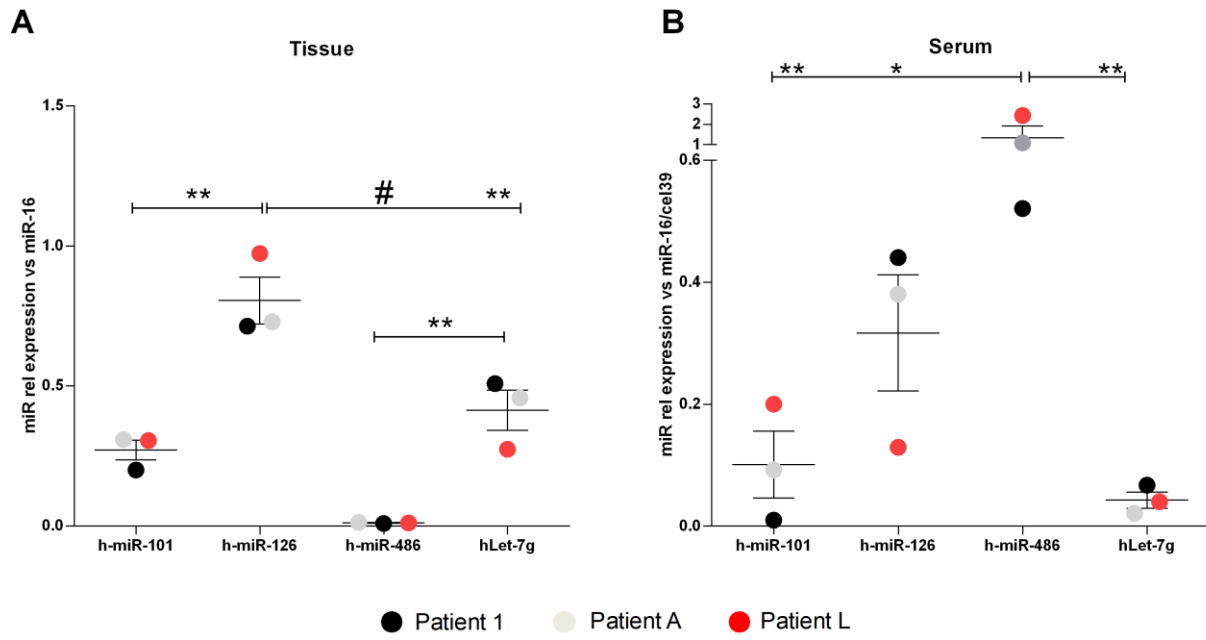 A
Tissue
miR rel expression vs miR-16
1.5
1.0
0.5
0.0
** # **
**
h-miR-101 h-miR-126 h-miR-486 hLet-7g
B
Serum
** * **
miR rel expression vs miR-16/cel39
3
2
1
0.6
0.4
0.2
0.0
h-miR-101 h-miR-126 h-miR-486 hLet-7g
Patient 1 Patient A Patient L